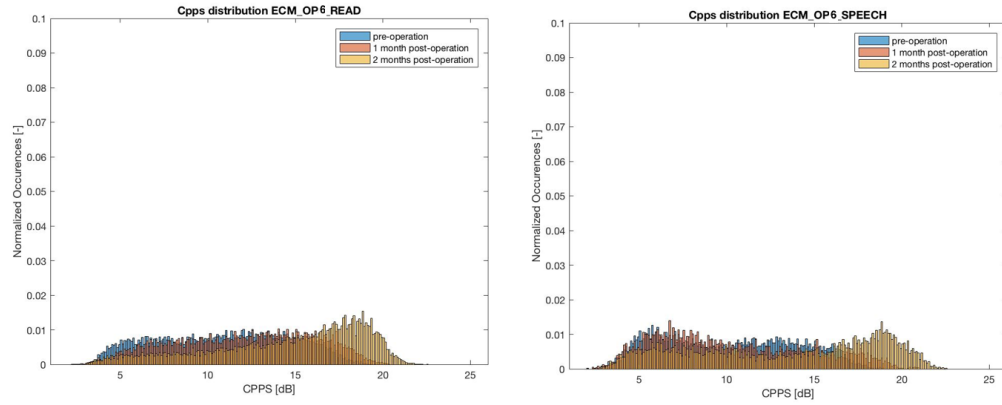 Cpps distribution ECM_OP6_READ
pre-operation
1 month post-operation
2 months post-operation
0.1
0.09
0.08
0.07
0.06
0.05
0.04
0.03
0.02
0.01
0
Normalized Occurences [-]
5
10
15
20
25
CPPS [dB]
Cpps distribution ECM_OP6_SPEECH
pre-operation
1 month post-operation
2 months post-operation
0.1
0.09
0.08
0.07
0.06
0.05
0.04
0.03
0.02
0.01
0
Normalized Occurences [-]
5
10
15
20
25
CPPS [dB]